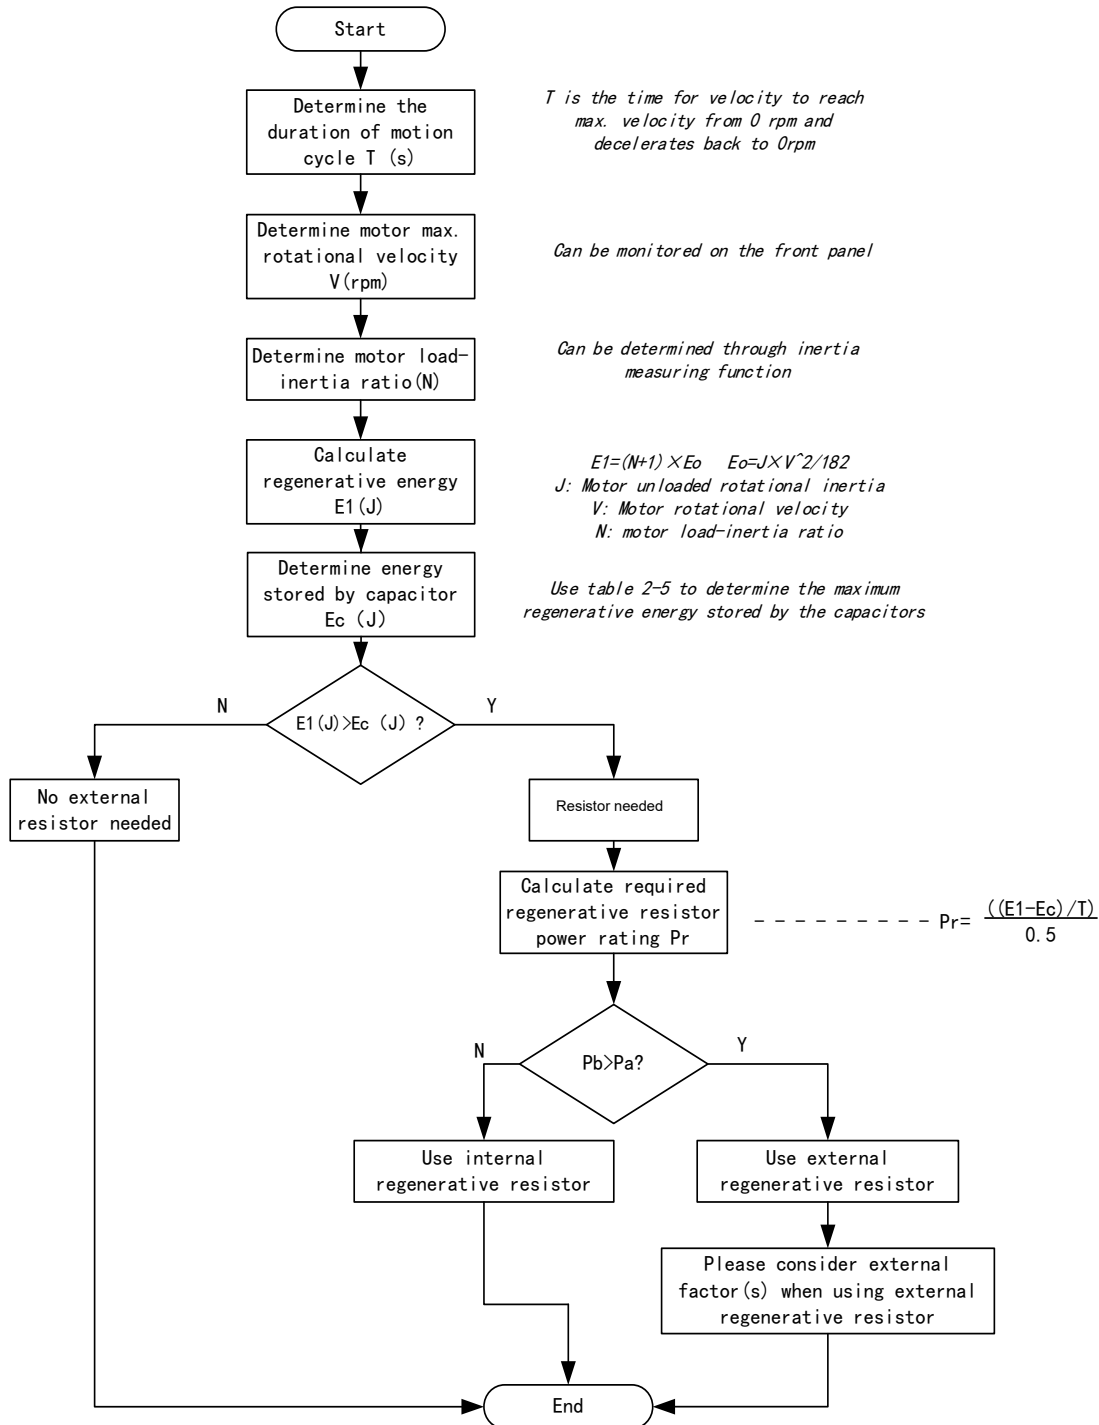 Start
Determine the
duration of motion
cycle T (s)
T is the time for velocity to reach
max. velocity from 0 rpm and
decelerates back to 0rpm
Determine motor max.
rotational velocity
V(rpm)
Can be monitored on the front panel
Determine motor load-
inertia ratio(N)
Can be determined through inertia
measuring function
Calculate
regenerative energy
E1(J)
E1=(N+1)×Eo Eo=J×V^2/182
J: Motor unloaded rotational inertia
V: Motor rotational velocity
N: motor load-inertia ratio
Determine energy
stored by capacitor
Ec (J)
Use table 2-5 to determine the maximum
regenerative energy stored by the capacitors
N
E1(J)>Ec (J) ?
Y
No external
resistor needed
Resistor needed
Calculate required
regenerative resistor
power rating Pr
Pr= ((E1-Ec)/T)
0.5
N
Pb>Pa?
Y
Use internal
regenerative resistor
Use external
regenerative resistor
Please consider external
factor(s) when using external
regenerative resistor
End